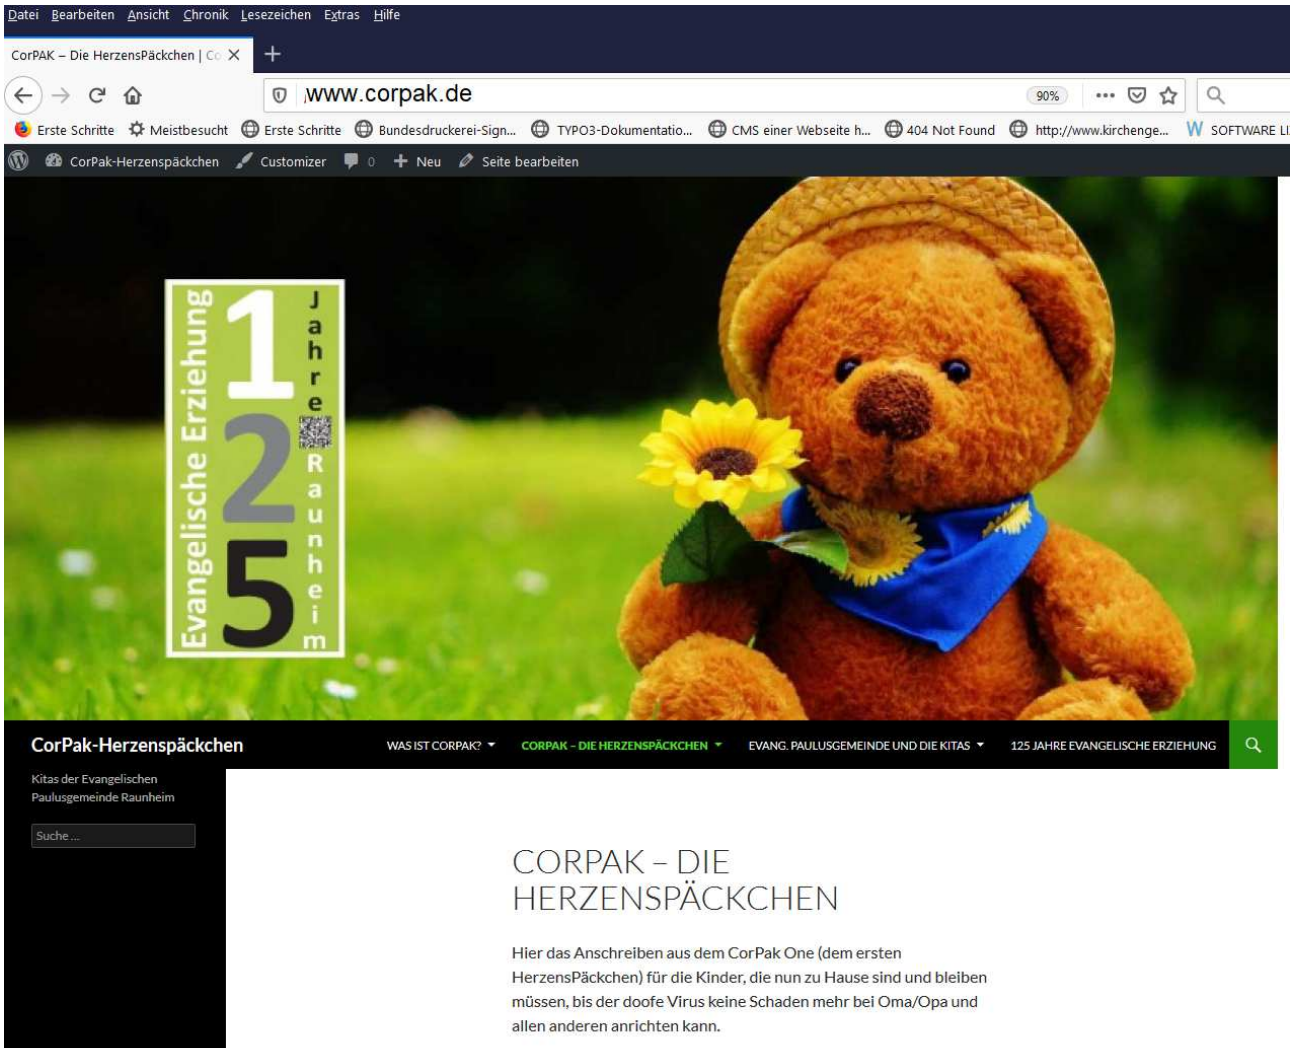 Datei Bearbeiten Ansicht Chronik Lesezeichen Extras Hilfe
CorPAK – Die HerzensPäckchen | Co
www.corpak.de
90%
Erste Schritte Meistbesucht Erste Schritte Bundesdruckerei-Sign... TYPO3-Dokumentatio... CMS einer Webseite h... 404 Not Found http://www.kirchenge... SOFTWARE LI
CorPak-Herzenspäckchen Customizer 0 Neu Seite bearbeiten
Evangelische Erziehung
125
Jahre
Raunheim
CorPak-Herzenspäckchen
WAS IST CORPAK? CORPAK – DIE HERZENSPÄCKCHEN EVANG. PAULUSGEMEINDE UND DIE KITAS 125 JAHRE EVANGELISCHE ERZIEHUNG
Kitas der Evangelischen
Paulusgemeinde Raunheim
Suche ...
CORPAK – DIE
HERZENSPÄCKCHEN
Hier das Anschreiben aus dem CorPak One (dem ersten
HerzensPäckchen) für die Kinder, die nun zu Hause sind und bleiben
müssen, bis der doofe Virus keine Schaden mehr bei Oma/Opa und
allen anderen anrichten kann.